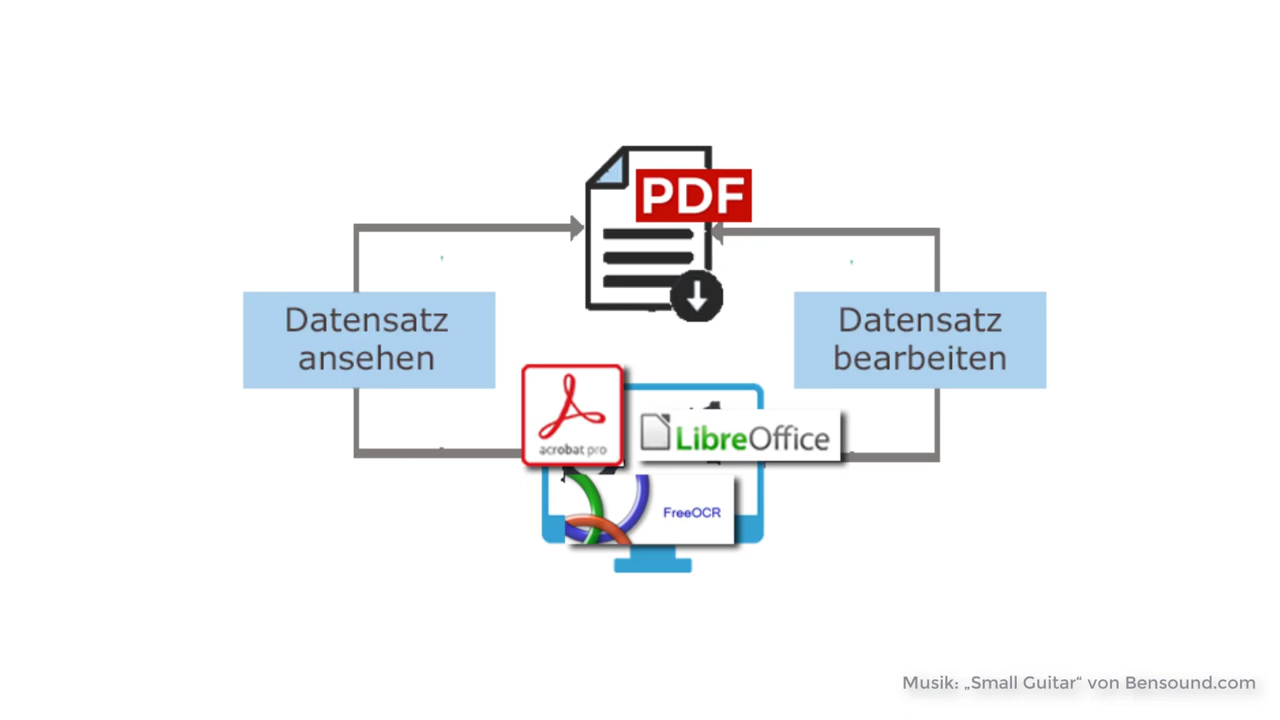 PDF
Datensatz
ansehen
Datensatz
bearbeiten
acrobat pro
LibreOffice
FreeOCR
Musik: „Small Guitar“ von Bensound.com